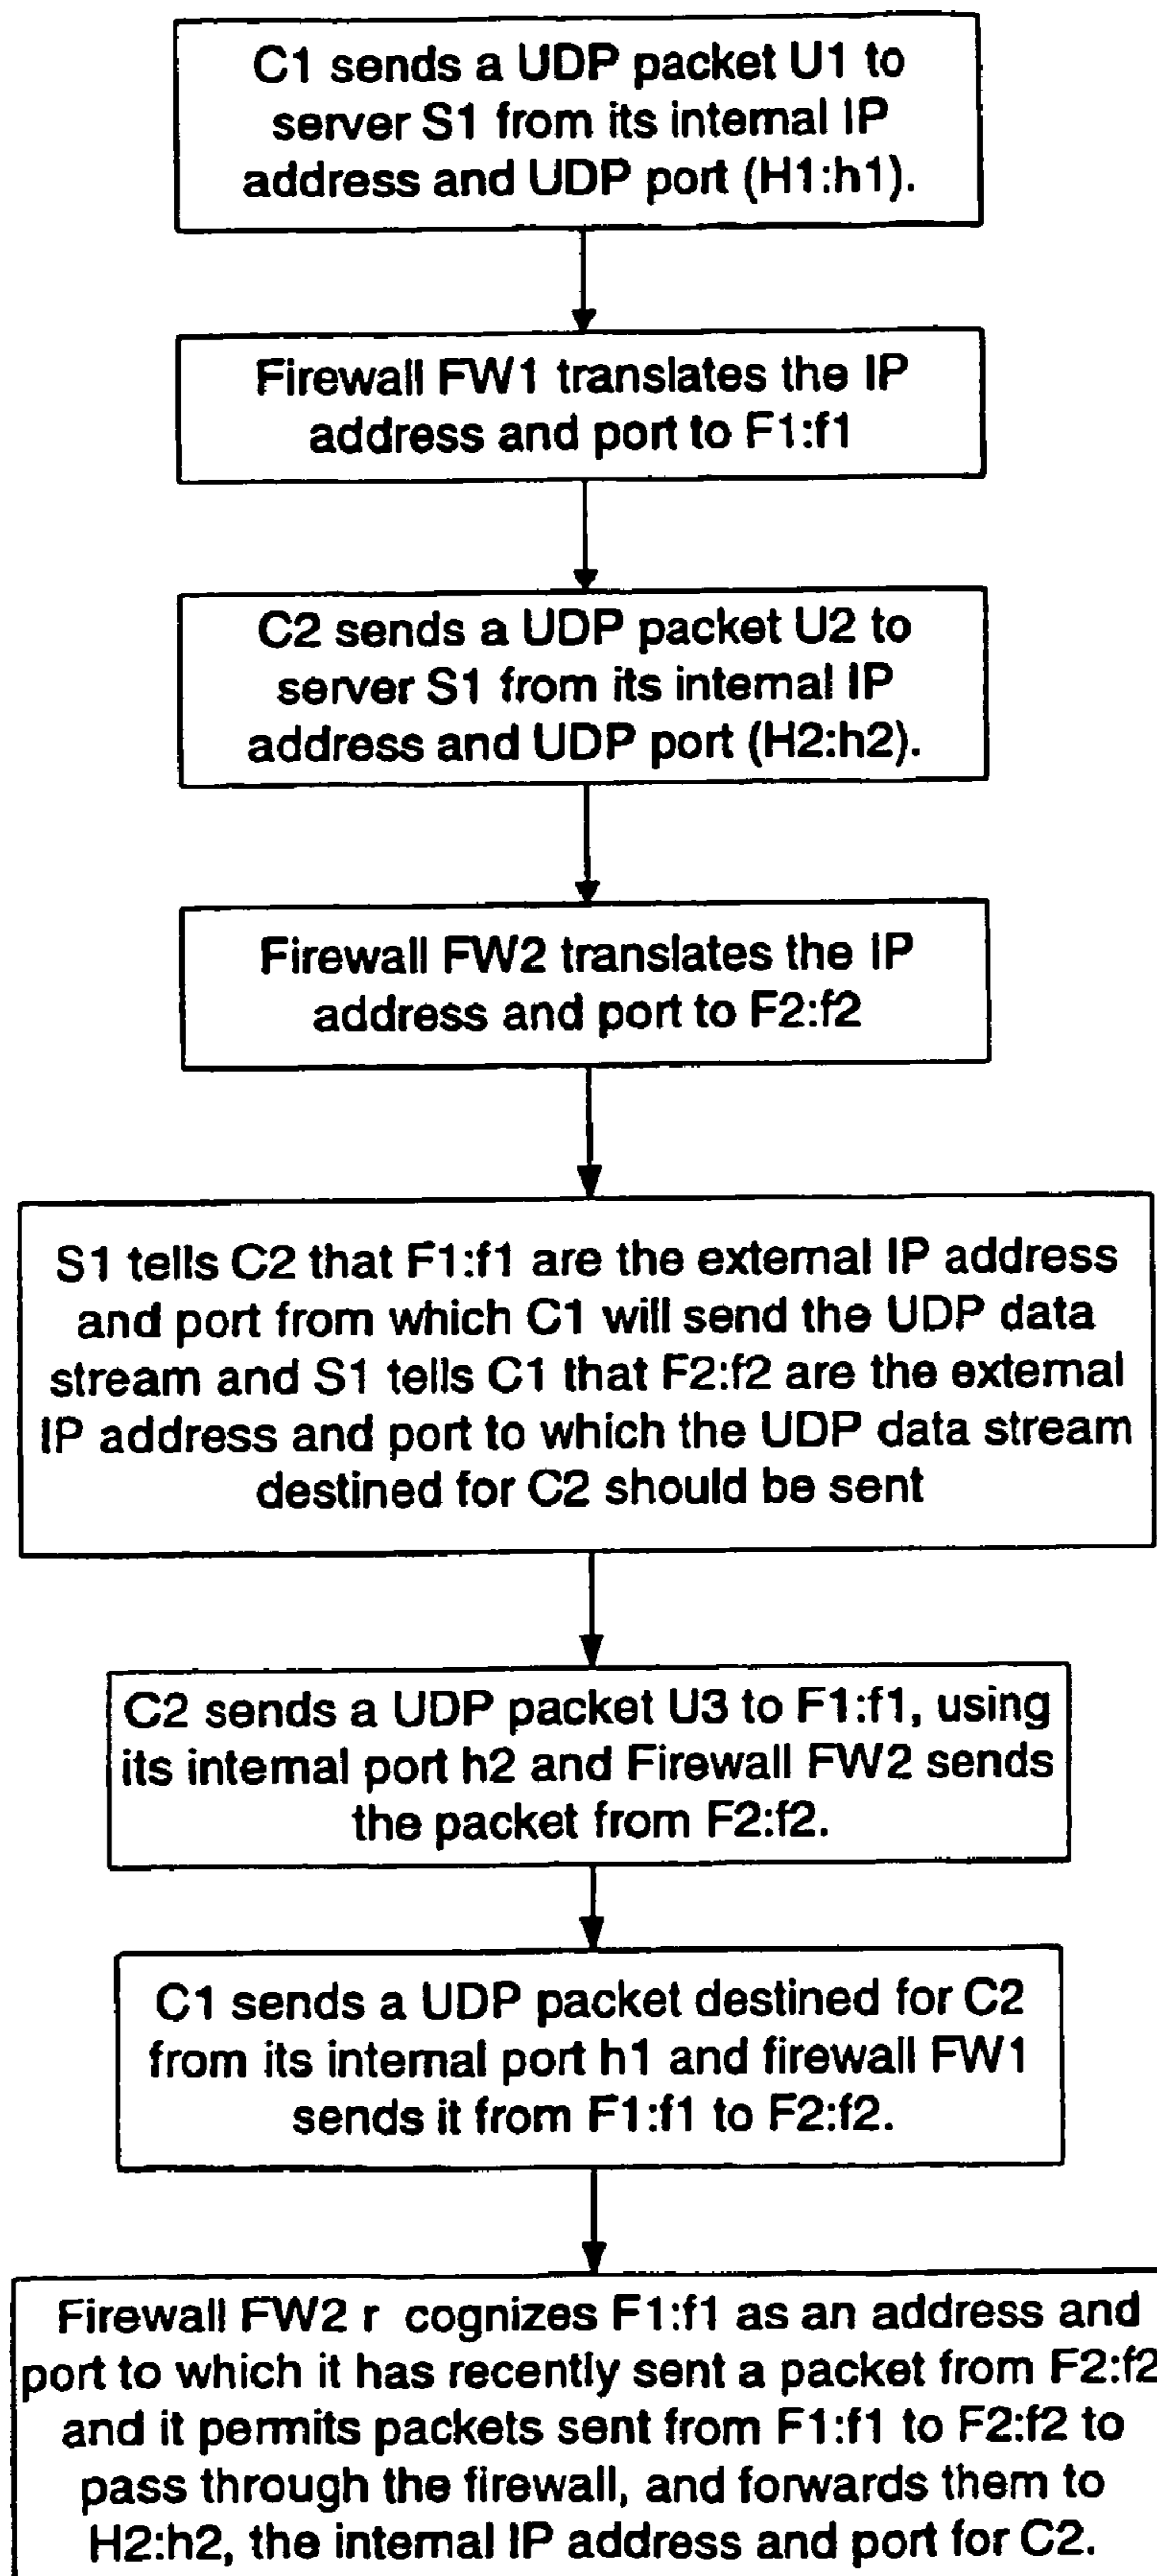 C1 sends a UDP packet U1 to
server S1 from its internal IP
address and UDP port (H1:h1).
Firewall FW1 translates the IP
address and port to F1:f1
C2 sends a UDP packet U2 to
server S1 from its internal IP
address and UDP port (H2:h2).
Firewall FW2 translates the IP
address and port to F2:f2
S1 tells C2 that F1:f1 are the external IP address
and port from which C1 will send the UDP data
stream and S1 tells C1 that F2:f2 are the external
IP address and port to which the UDP data stream
destined for C2 should be sent
C2 sends a UDP packet U3 to F1:f1, using
its internal port h2 and Firewall FW2 sends
the packet from F2:f2.
C1 sends a UDP packet destined for C2
from its internal port h1 and firewall FW1
sends it from F1:f1 to F2:f2.
Firewall FW2 r cognizes F1:f1 as an address and
port to which it has recently sent a packet from F2:f2
and it permits packets sent from F1:f1 to F2:f2 to
pass through the firewall, and forwards them to
H2:h2, the internal IP address and port for C2.